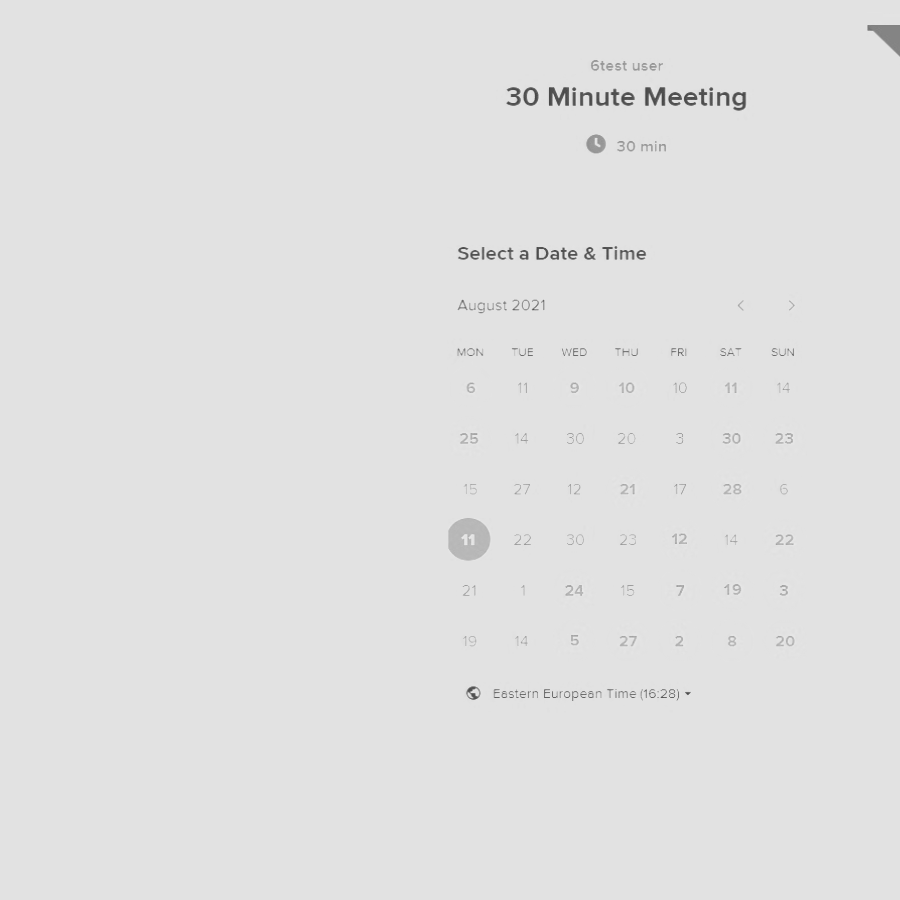 6test user
30 Minute Meeting
30 min
Select a Date & Time
August 2021
MON TUE WED THU FRI SAT SUN
6 11 9 10 10 11 14
25 14 30 20 3 30 23
15 27 12 21 17 28 6
11 22 30 23 12 14 22
21 1 24 15 7 19 3
19 14 5 27 2 8 20
Eastern European Time (16:28)